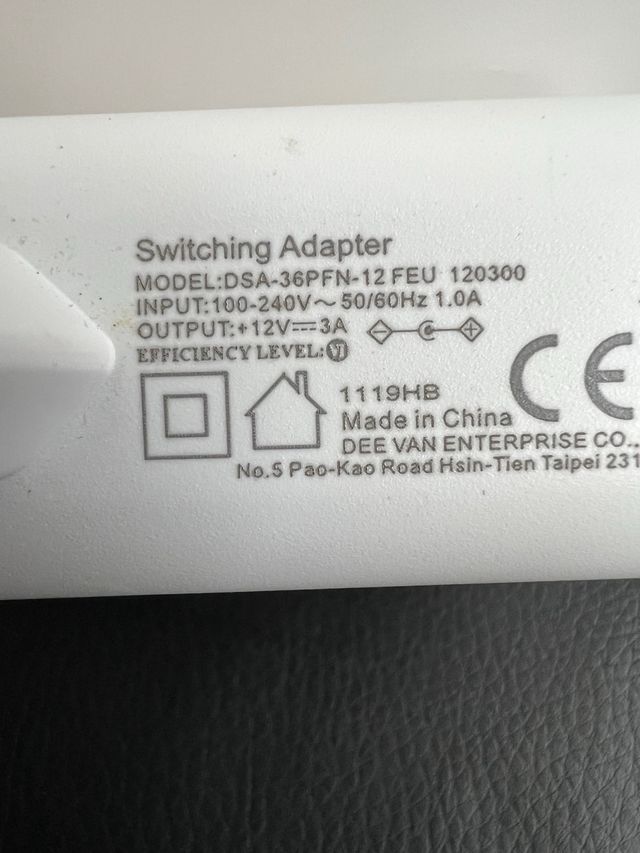 Switching Adapter
MODEL:DSA-36PFN-12 FEU 120300
INPUT:100-240V~50/60Hz 1.0A
OUTPUT:+12V⎓3A
EFFICIENCY LEVEL:VI
CE
1119HB
Made in China
DEE VAN ENTERPRISE CO.,
No.5 Pao-Kao Road Hsin-Tien Taipei 231